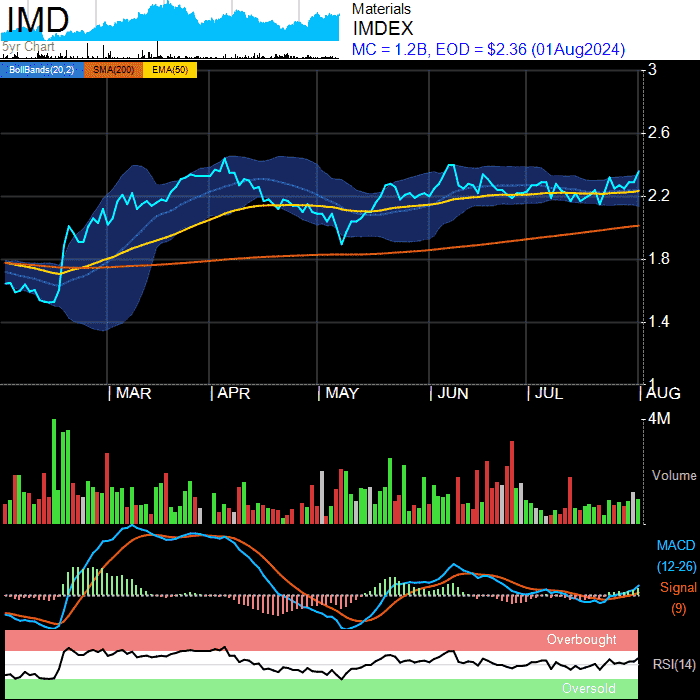 IMD
5yr Chart
Materials
IMDEX
MC = 1.2B, EOD = $2.36 (01Aug2024)
BollBands(20,2) SMA(200) EMA(50)
3
2.6
2.2
1.8
1.4
1
MAR APR MAY JUN JUL AUG
4M
Volume
MACD
(12-26)
Signal
(9)
Overbought
RSI(14)
Oversold